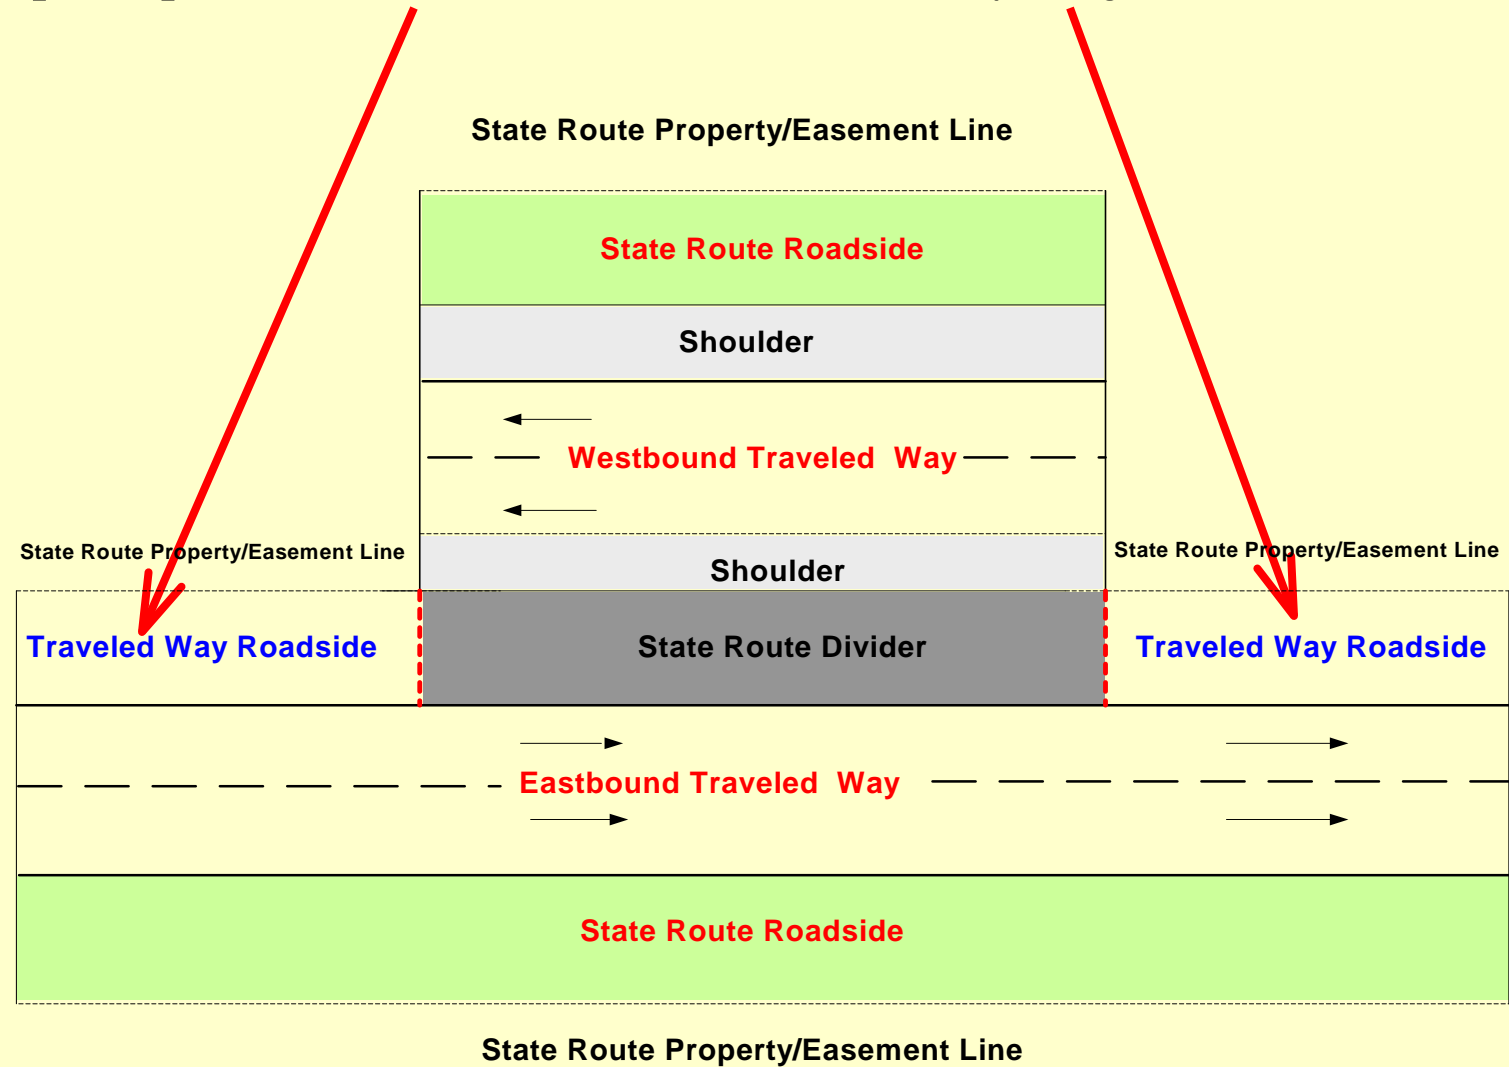 State Route Property/Easement Line
State Route Roadside
Shoulder
Westbound Traveled Way
State Route Property/Easement Line
State Route Property/Easement Line
Shoulder
Traveled Way Roadside
State Route Divider
Traveled Way Roadside
Eastbound Traveled Way
State Route Roadside
State Route Property/Easement Line